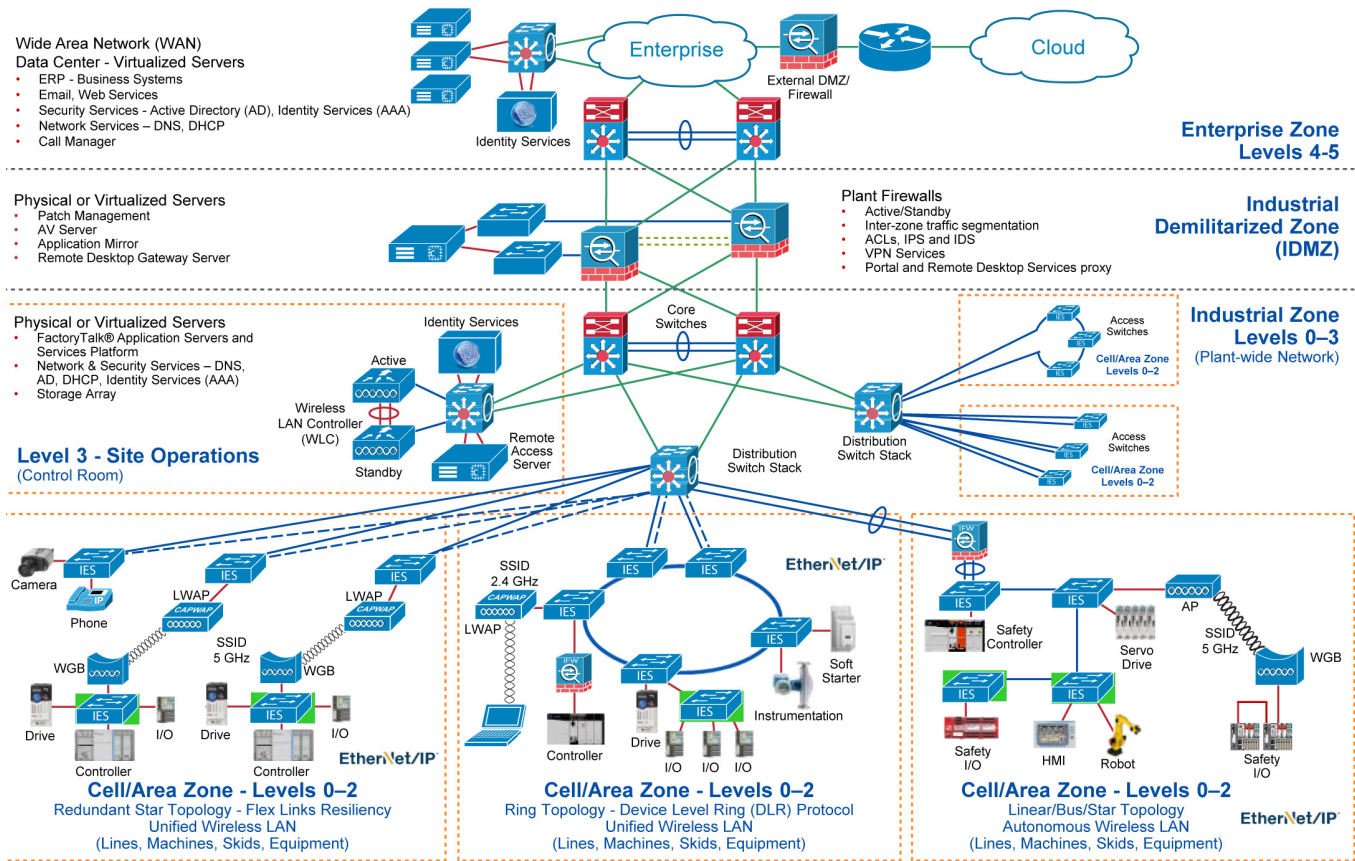 Wide Area Network (WAN)
Data Center - Virtualized Servers
• ERP - Business Systems
• Email, Web Services
• Security Services - Active Directory (AD), Identity Services (AAA)
• Network Services – DNS, DHCP
• Call Manager
Identity Services
Enterprise
External DMZ/
Firewall
Cloud
Enterprise Zone
Levels 4-5
Physical or Virtualized Servers
• Patch Management
• AV Server
• Application Mirror
• Remote Desktop Gateway Server
Plant Firewalls
• Active/Standby
• Inter-zone traffic segmentation
• ACLs, IPS and IDS
• VPN Services
• Portal and Remote Desktop Services proxy
Industrial
Demilitarized Zone
(IDMZ)
Physical or Virtualized Servers
• FactoryTalk® Application Servers and
Services Platform
• Network & Security Services – DNS,
AD, DHCP, Identity Services (AAA)
• Storage Array
Identity Services
Active
Wireless
LAN Controller
(WLC)
Standby
Remote
Access
Server
Level 3 - Site Operations
(Control Room)
Core
Switches
Distribution
Switch Stack
Distribution
Switch Stack
IES
IES
IES
Access
Switches
Cell/Area Zone
Levels 0–2
IES
IES
IES
Access
Switches
Cell/Area Zone
Levels 0–2
Industrial Zone
Levels 0–3
(Plant-wide Network)
Camera
IES
IP
Phone
IES
LWAP
CAPWAP
SSID
5 GHz
WGB
IES
LWAP
CAPWAP
WGB
Drive
IES
I/O
Controller
Drive
IES
I/O
Controller
EtherNet/IP
Cell/Area Zone - Levels 0–2
Redundant Star Topology - Flex Links Resiliency
Unified Wireless LAN
(Lines, Machines, Skids, Equipment)
SSID
2.4 GHz
CAPWAP
LWAP
IES
IES
IES
IES
IES
IFW
Controller
Drive
IES
I/O
I/O
I/O
Soft
Starter
Instrumentation
EtherNet/IP
Cell/Area Zone - Levels 0–2
Ring Topology - Device Level Ring (DLR) Protocol
Unified Wireless LAN
(Lines, Machines, Skids, Equipment)
IFW
IES
Safety
Controller
IES
Servo
Drive
AP
SSID
5 GHz
WGB
IES
Safety
I/O
IES
HMI
Robot
Safety
I/O
Cell/Area Zone - Levels 0–2
Linear/Bus/Star Topology
Autonomous Wireless LAN
(Lines, Machines, Skids, Equipment)
EtherNet/IP